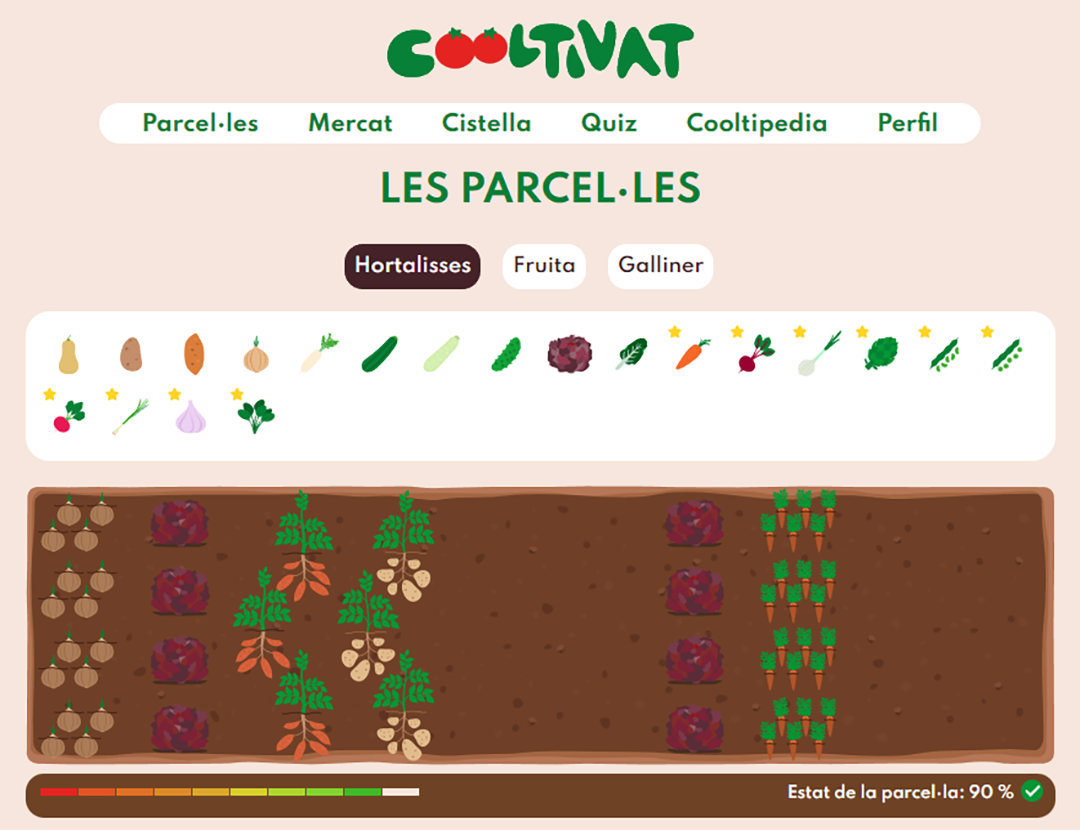 COOLTIVAT
Parcel·les Mercat Cistella Quiz Cooltipedia Perfil
LES PARCEL·LES
Hortalisses Fruita Galliner
Estat de la parcel·la: 90 %